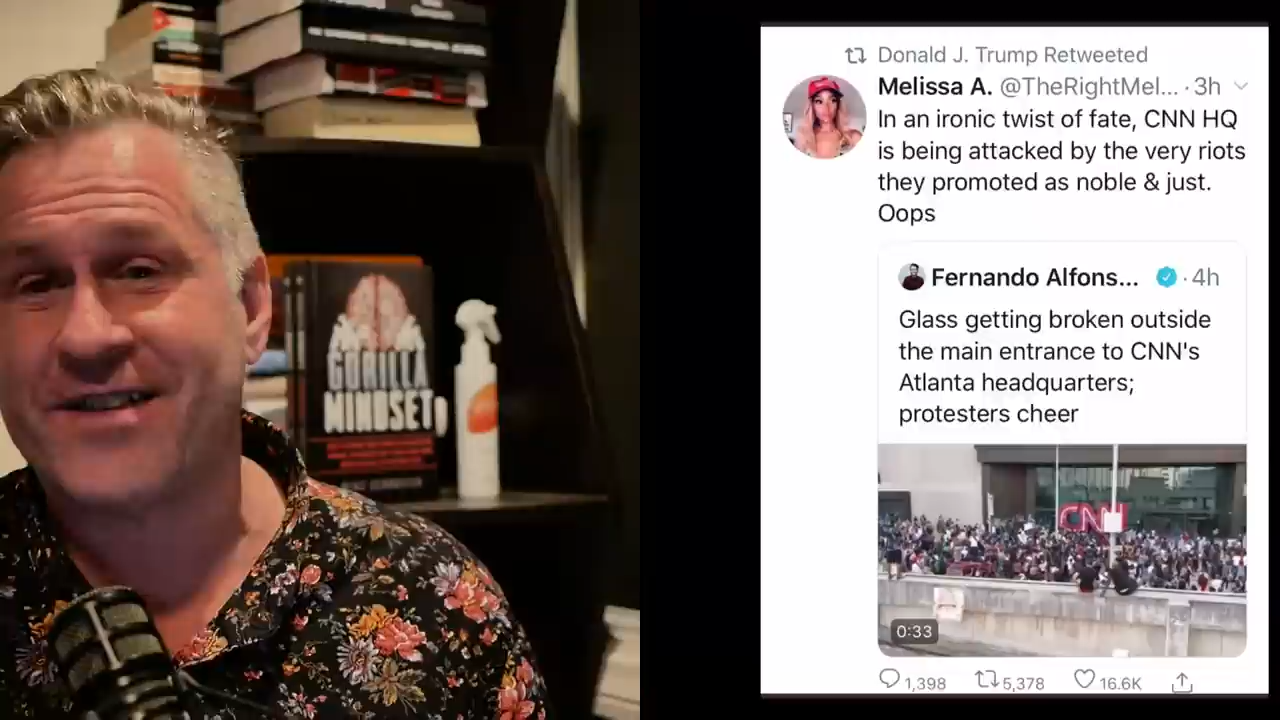 GORILLA
MINDSET
Donald J. Trump Retweeted
Melissa A. @TheRightMel... · 3h
In an ironic twist of fate, CNN HQ
is being attacked by the very riots
they promoted as noble & just.
Oops
Fernando Alfons... · 4h
Glass getting broken outside
the main entrance to CNN's
Atlanta headquarters;
protesters cheer
CNN
0:33
1,398 5,378 16.6K